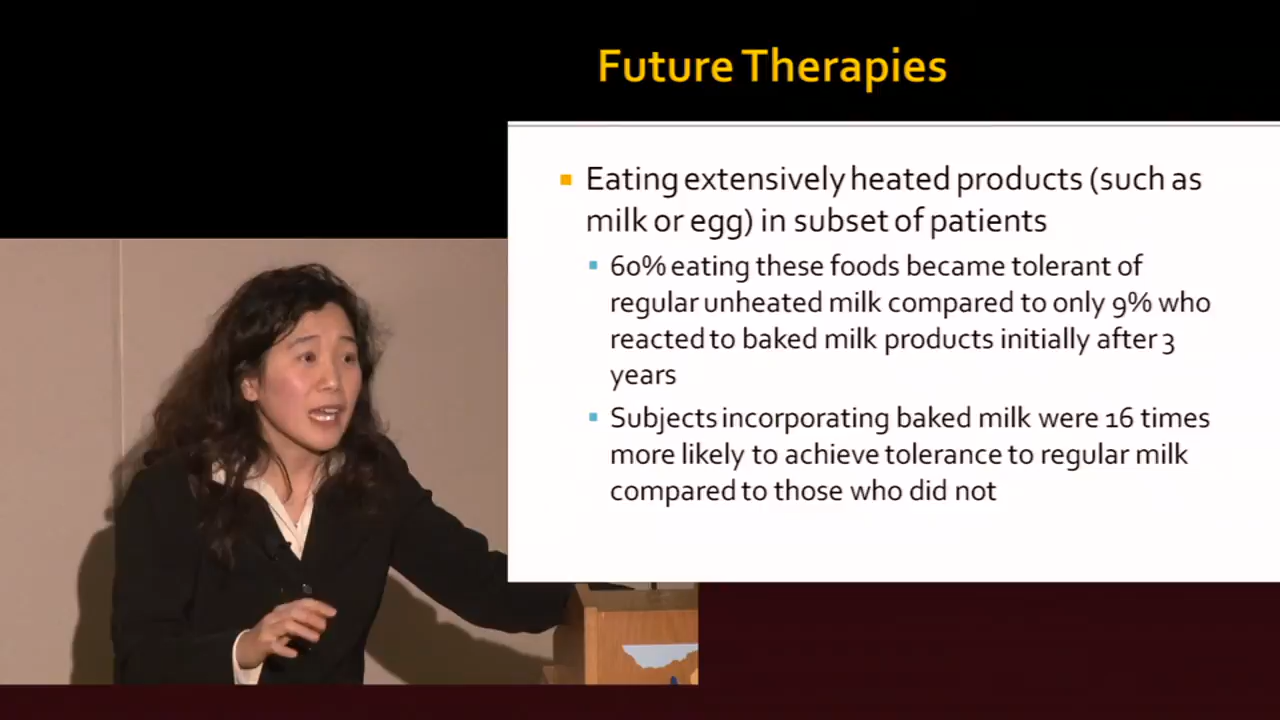 Future Therapies
Eating extensively heated products (such as
milk or egg) in subset of patients
60% eating these foods became tolerant of
regular unheated milk compared to only 9% who
reacted to baked milk products initially after 3
years
Subjects incorporating baked milk were 16 times
more likely to achieve tolerance to regular milk
compared to those who did not